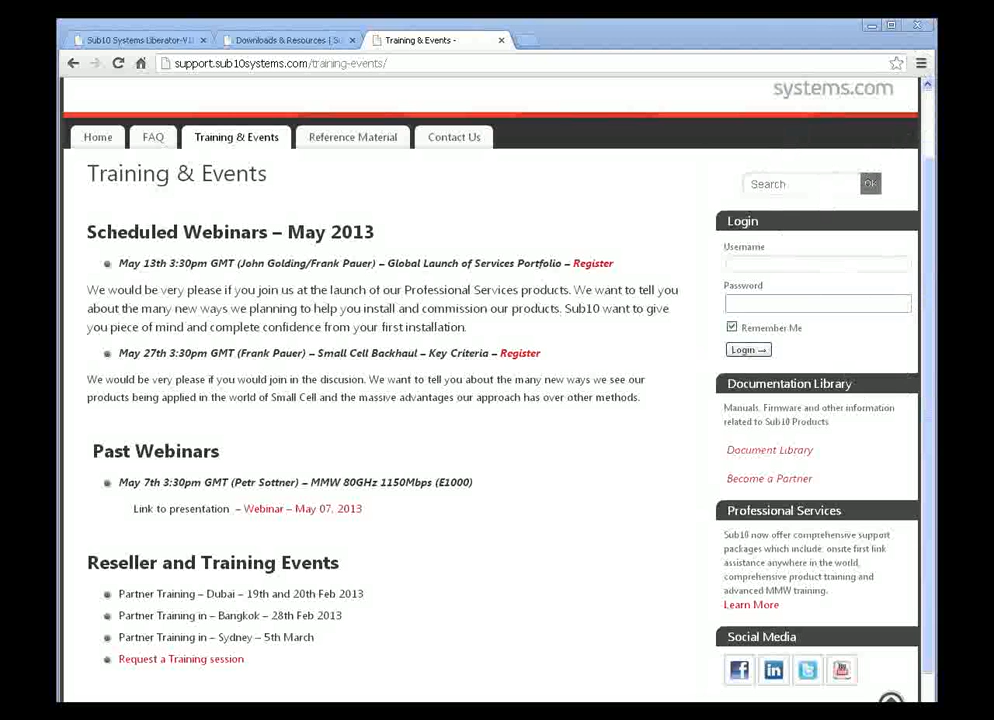 Sub10 Systems Liberator-V1
Downloads & Resources | Su
Training & Events -
support.sub10systems.com/training-events/
systems.com
Home
FAQ
Training & Events
Reference Material
Contact Us
Training & Events
Scheduled Webinars – May 2013
May 13th 3:30pm GMT (John Golding/Frank Pauer) – Global Launch of Services Portfolio – Register
We would be very please if you join us at the launch of our Professional Services products. We want to tell you
about the many new ways we planning to help you install and commission our products. Sub10 want to give
you piece of mind and complete confidence from your first installation.
May 27th 3:30pm GMT (Frank Pauer) – Small Cell Backhaul – Key Criteria – Register
We would be very please if you would join in the discusion. We want to tell you about the many new ways we see our
products being applied in the world of Small Cell and the massive advantages our approach has over other methods.
Past Webinars
May 7th 3:30pm GMT (Petr Sottner) – MMW 80GHz 1150Mbps (E1000)
Link to presentation – Webinar – May 07, 2013
Reseller and Training Events
Partner Training – Dubai – 19th and 20th Feb 2013
Partner Training in – Bangkok – 28th Feb 2013
Partner Training in – Sydney – 5th March
Request a Training session
Search
OK
Login
Username
Password
Remember Me
Login →
Documentation Library
Manuals, Firmware and other information
related to Sub10 Products
Document Library
Become a Partner
Professional Services
Sub10 now offer comprehensive support
packages which include: onsite first link
assistance anywhere in the world,
comprehensive product training and
advanced MMW training.
Learn More
Social Media